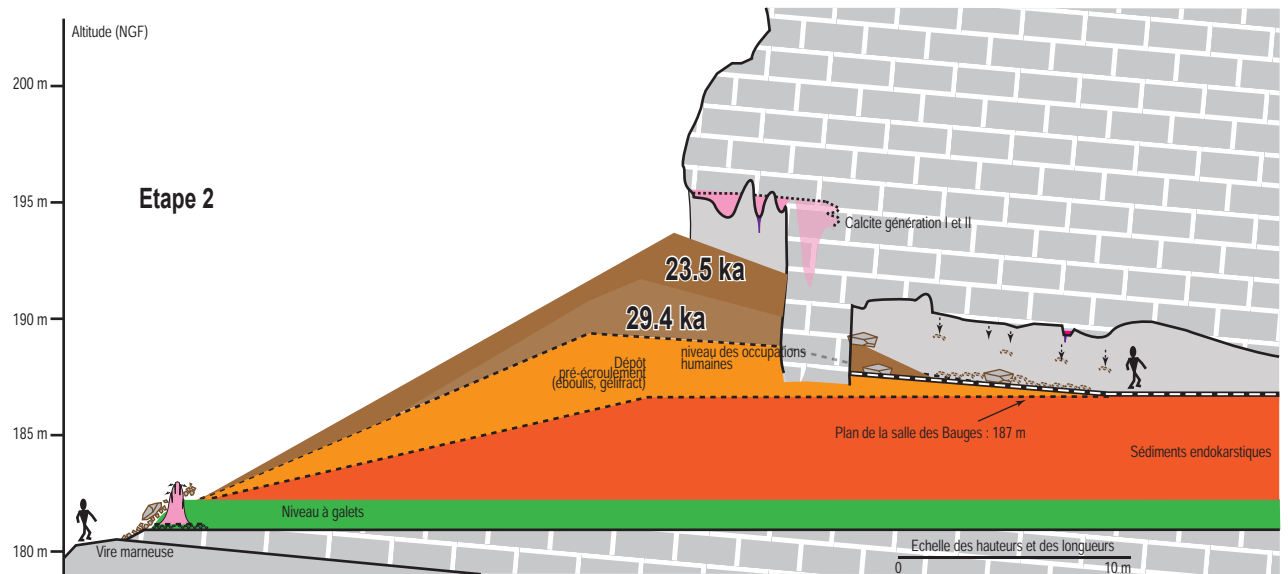 Altitude (NGF)
200 m
195 m
190 m
185 m
180 m
Etape 2
Calcite génération I et II
23.5 ka
29.4 ka
niveau des occupations
humaines
Dépôt
pré-écroulement
(éboulis, gélifract)
Plan de la salle des Bauges : 187 m
Sédiments endokarstiques
Niveau à galets
Vire marneuse
Echelle des hauteurs et des longueurs
0 10 m